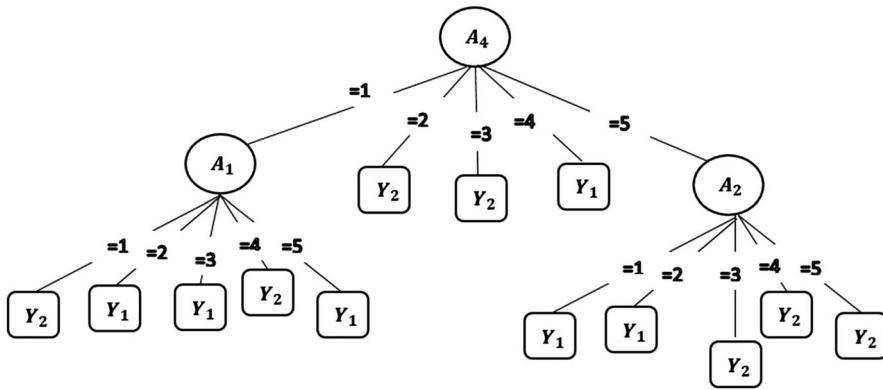 A₄
=1
=2
=3
=4
=5
A₁
Y₂
Y₂
Y₁
A₂
=1
=2
=3
=4
=5
=1
=2
=3
=4
=5
Y₂
Y₁
Y₁
Y₂
Y₁
Y₁
Y₁
Y₂
Y₂
Y₂